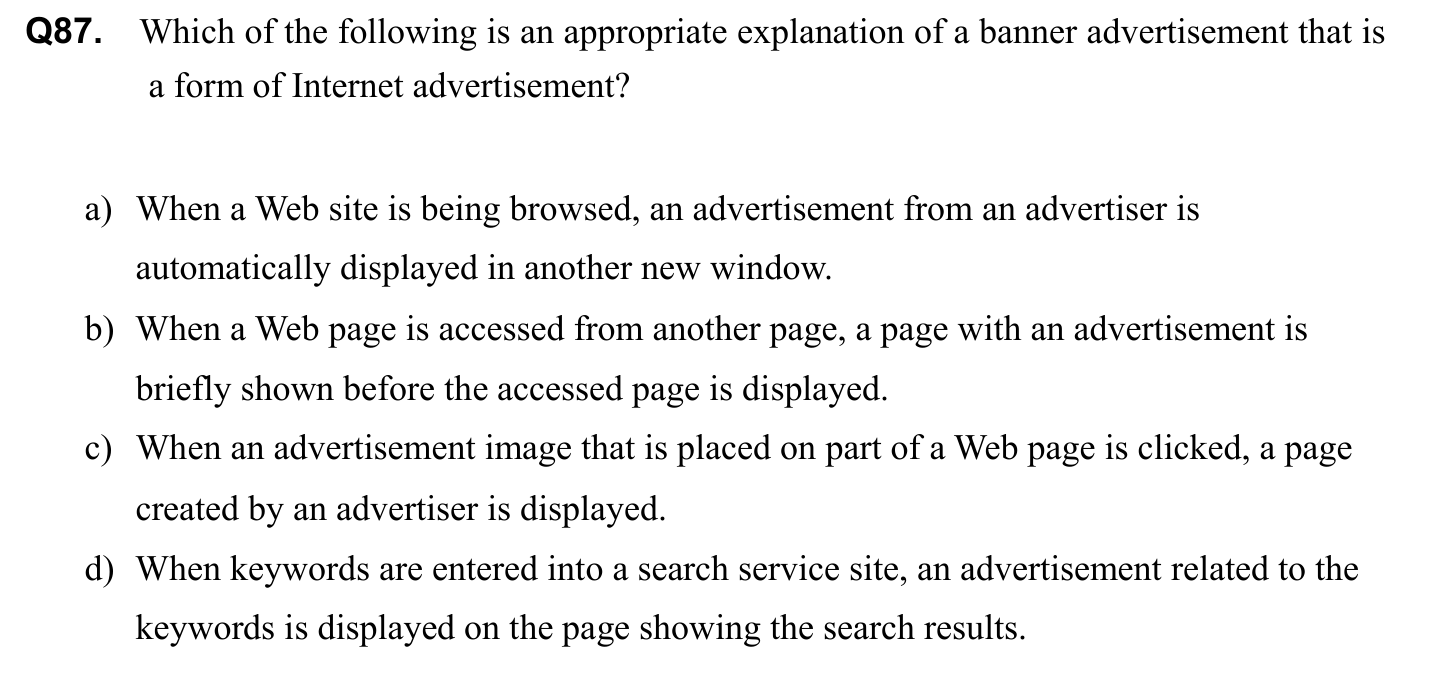 Q87. Which of the following is an appropriate explanation of a banner advertisement that is
a form of Internet advertisement?
a) When a Web site is being browsed, an advertisement from an advertiser is
automatically displayed in another new window.
b) When a Web page is accessed from another page, a page with an advertisement is
briefly shown before the accessed page is displayed.
c) When an advertisement image that is placed on part of a Web page is clicked, a page
created by an advertiser is displayed.
d) When keywords are entered into a search service site, an advertisement related to the
keywords is displayed on the page showing the search results.